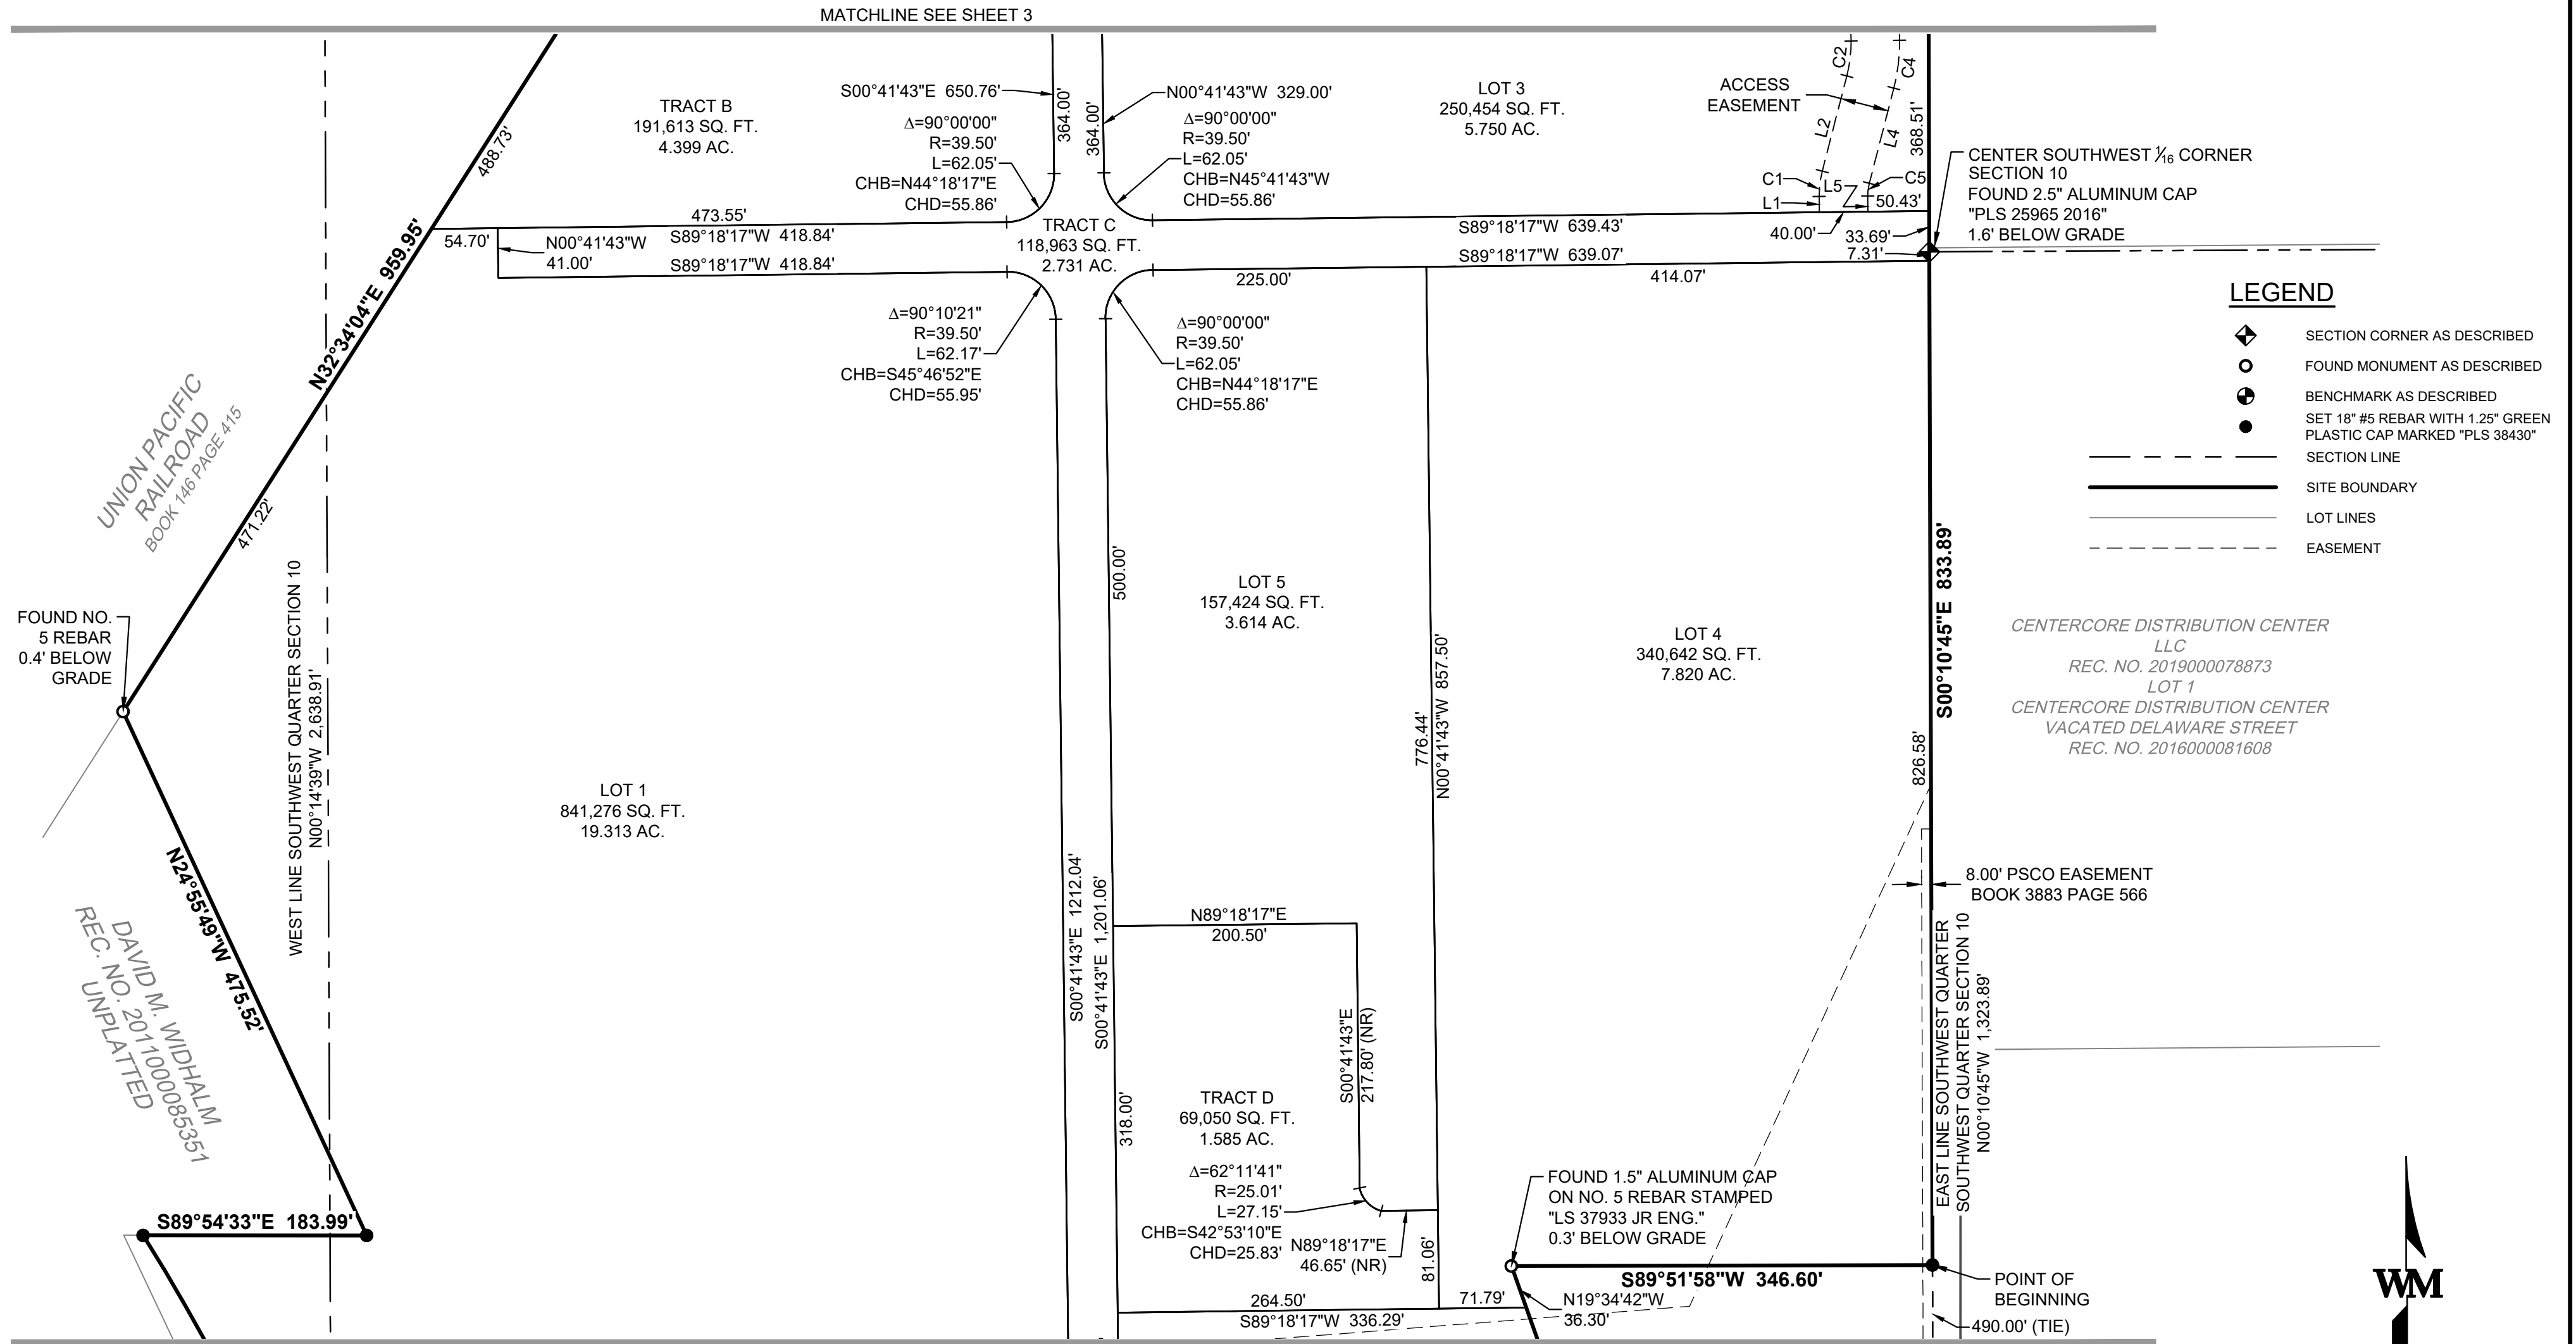 MATCHLINE SEE SHEET 3
TRACT B
191,613 SQ. FT.
4.399 AC.
488.73'
S00°41'43"E 650.76'
Δ=90°00'00"
R=39.50'
L=62.05'
CHB=N44°18'17"E
CHD=55.86'
364.00'
364.00'
N00°41'43"W 329.00'
Δ=90°00'00"
R=39.50'
L=62.05'
CHB=N45°41'43"W
CHD=55.86'
LOT 3
250,454 SQ. FT.
5.750 AC.
ACCESS
EASEMENT
C2
C4
L2
L4
368.51'
C1
L5
C5
L1
50.43'
40.00'
33.69'
7.31'
CENTER SOUTHWEST 1/16 CORNER
SECTION 10
FOUND 2.5" ALUMINUM CAP
"PLS 25965 2016"
1.6' BELOW GRADE
473.55'
S89°18'17"W 418.84'
54.70'
N00°41'43"W
41.00'
S89°18'17"W 418.84'
TRACT C
118,963 SQ. FT.
2.731 AC.
S89°18'17"W 639.43'
S89°18'17"W 639.07'
225.00'
414.07'
N32°34'04"E 959.95'
Δ=90°10'21"
R=39.50'
L=62.17'
CHB=S45°46'52"E
CHD=55.95'
Δ=90°00'00"
R=39.50'
L=62.05'
CHB=N44°18'17"E
CHD=55.86'
LEGEND
SECTION CORNER AS DESCRIBED
FOUND MONUMENT AS DESCRIBED
BENCHMARK AS DESCRIBED
SET 18" #5 REBAR WITH 1.25" GREEN
PLASTIC CAP MARKED "PLS 38430"
SECTION LINE
SITE BOUNDARY
LOT LINES
EASEMENT
UNION PACIFIC
RAILROAD
BOOK 146 PAGE 415
471.22'
FOUND NO.
5 REBAR
0.4' BELOW
GRADE
WEST LINE SOUTHWEST QUARTER SECTION 10
N00°14'39"W 2,638.91'
LOT 1
841,276 SQ. FT.
19.313 AC.
500.00'
LOT 5
157,424 SQ. FT.
3.614 AC.
776.44'
N00°41'43"W 857.50'
LOT 4
340,642 SQ. FT.
7.820 AC.
S00°10'45"E 833.89'
826.58'
CENTERCORE DISTRIBUTION CENTER
LLC
REC. NO. 2019000078873
LOT 1
CENTERCORE DISTRIBUTION CENTER
VACATED DELAWARE STREET
REC. NO. 2016000081608
8.00' PSCO EASEMENT
BOOK 3883 PAGE 566
N24°55'49"W 475.52'
DAVID M. WIDHALM
REC. NO. 2011000085351
UNPLATTED
S89°54'33"E 183.99'
S00°41'43"E 1212.04'
S00°41'43"E 1,201.06'
N89°18'17"E
200.50'
S00°41'43"E
217.80' (NR)
318.00'
TRACT D
69,050 SQ. FT.
1.585 AC.
Δ=62°11'41"
R=25.01'
L=27.15'
CHB=S42°53'10"E
CHD=25.83'
N89°18'17"E
46.65' (NR)
81.06'
264.50'
S89°18'17"W 336.29'
71.79'
FOUND 1.5" ALUMINUM CAP
ON NO. 5 REBAR STAMPED
"LS 37933 JR ENG."
0.3' BELOW GRADE
S89°51'58"W 346.60'
N19°34'42"W
36.30'
EAST LINE SOUTHWEST QUARTER
SOUTHWEST QUARTER SECTION 10
N00°10'45"W 1,323.89'
POINT OF
BEGINNING
490.00' (TIE)
WM